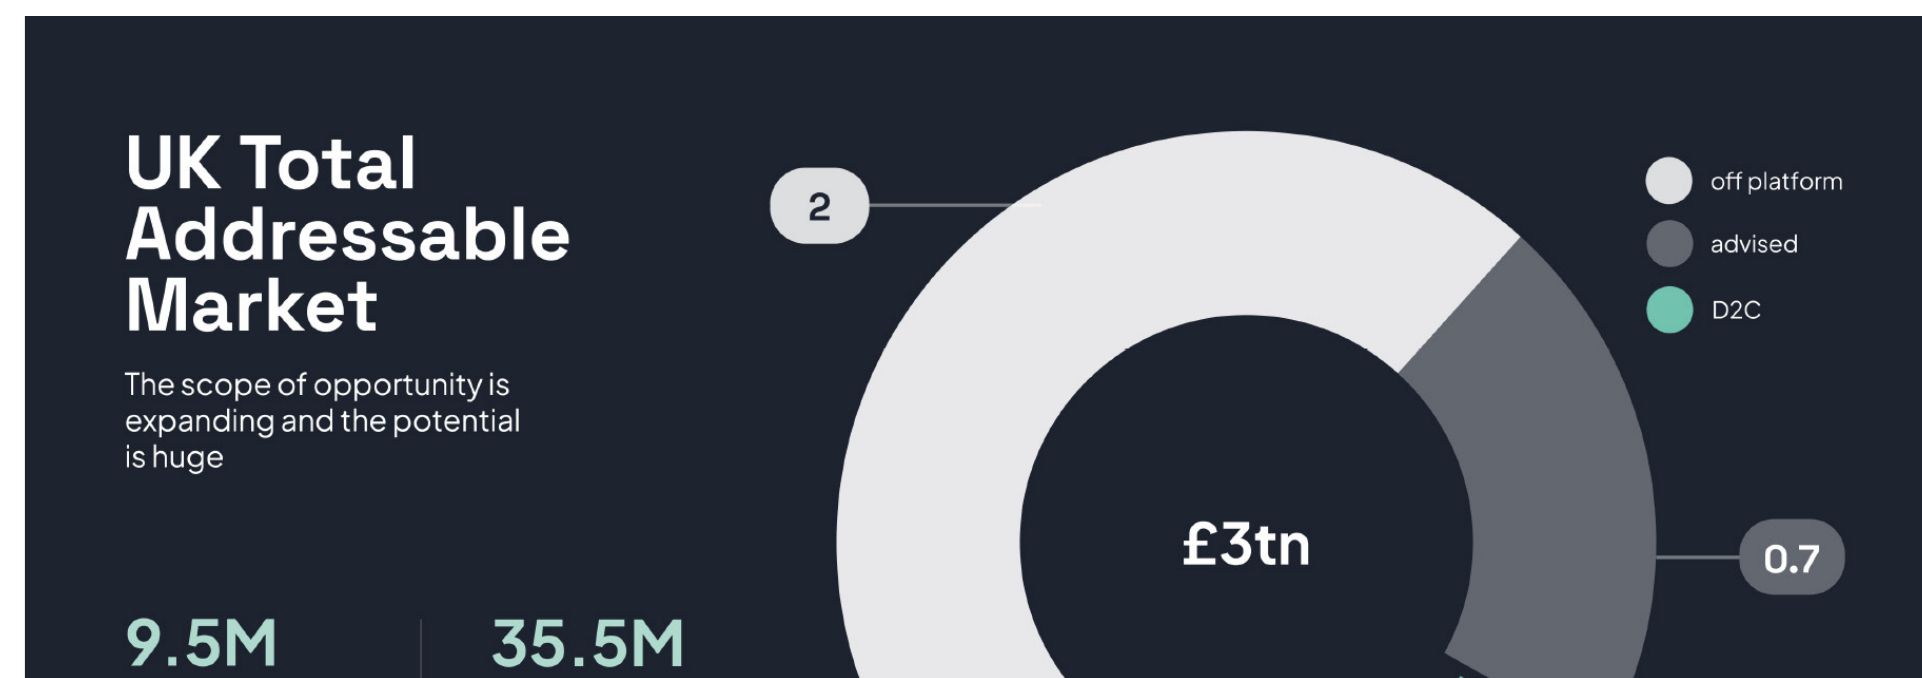 UK Total
Addressable
Market
The scope of opportunity is
expanding and the potential
is huge
9.5M
35.5M
2
£3tn
0.7
off platform
advised
D2C